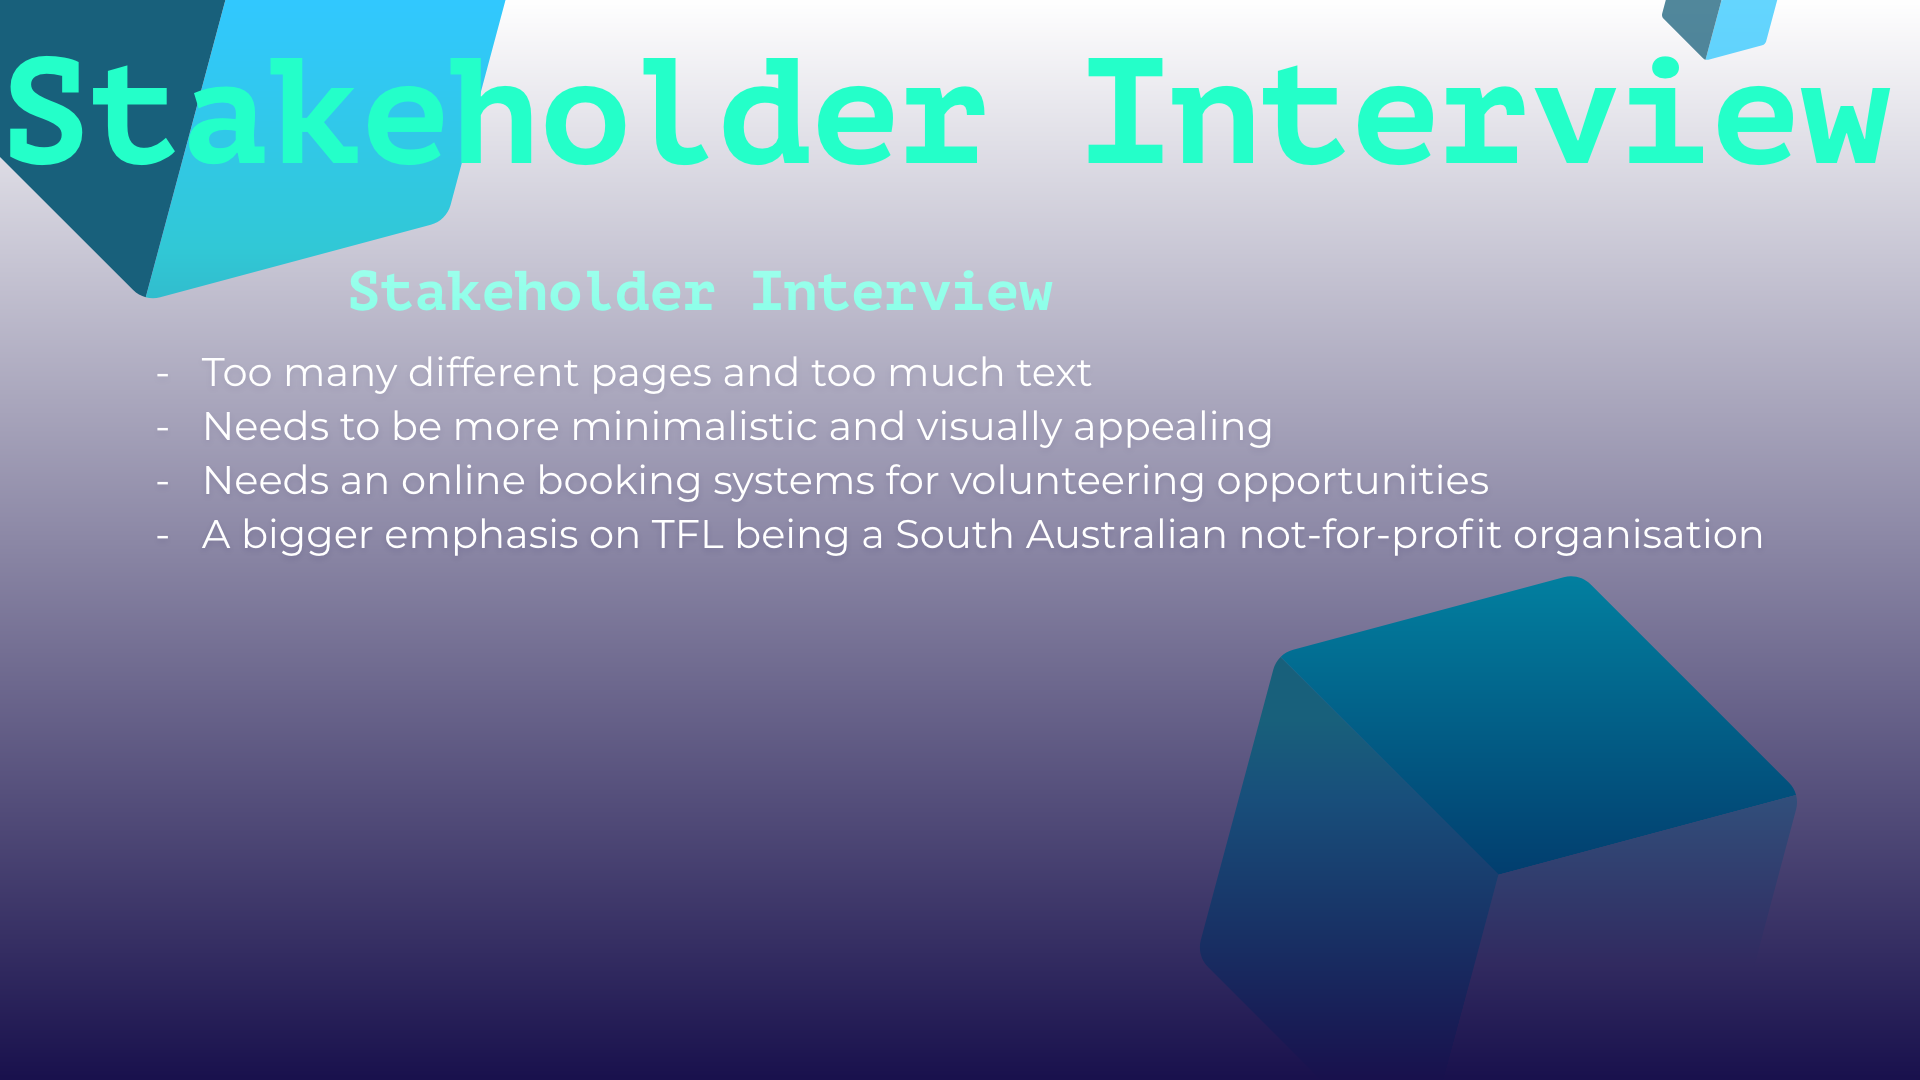 Stakeholder Interview
Stakeholder Interview
- Too many different pages and too much text
- Needs to be more minimalistic and visually appealing
- Needs an online booking systems for volunteering opportunities
- A bigger emphasis on TFL being a South Australian not-for-profit organisation